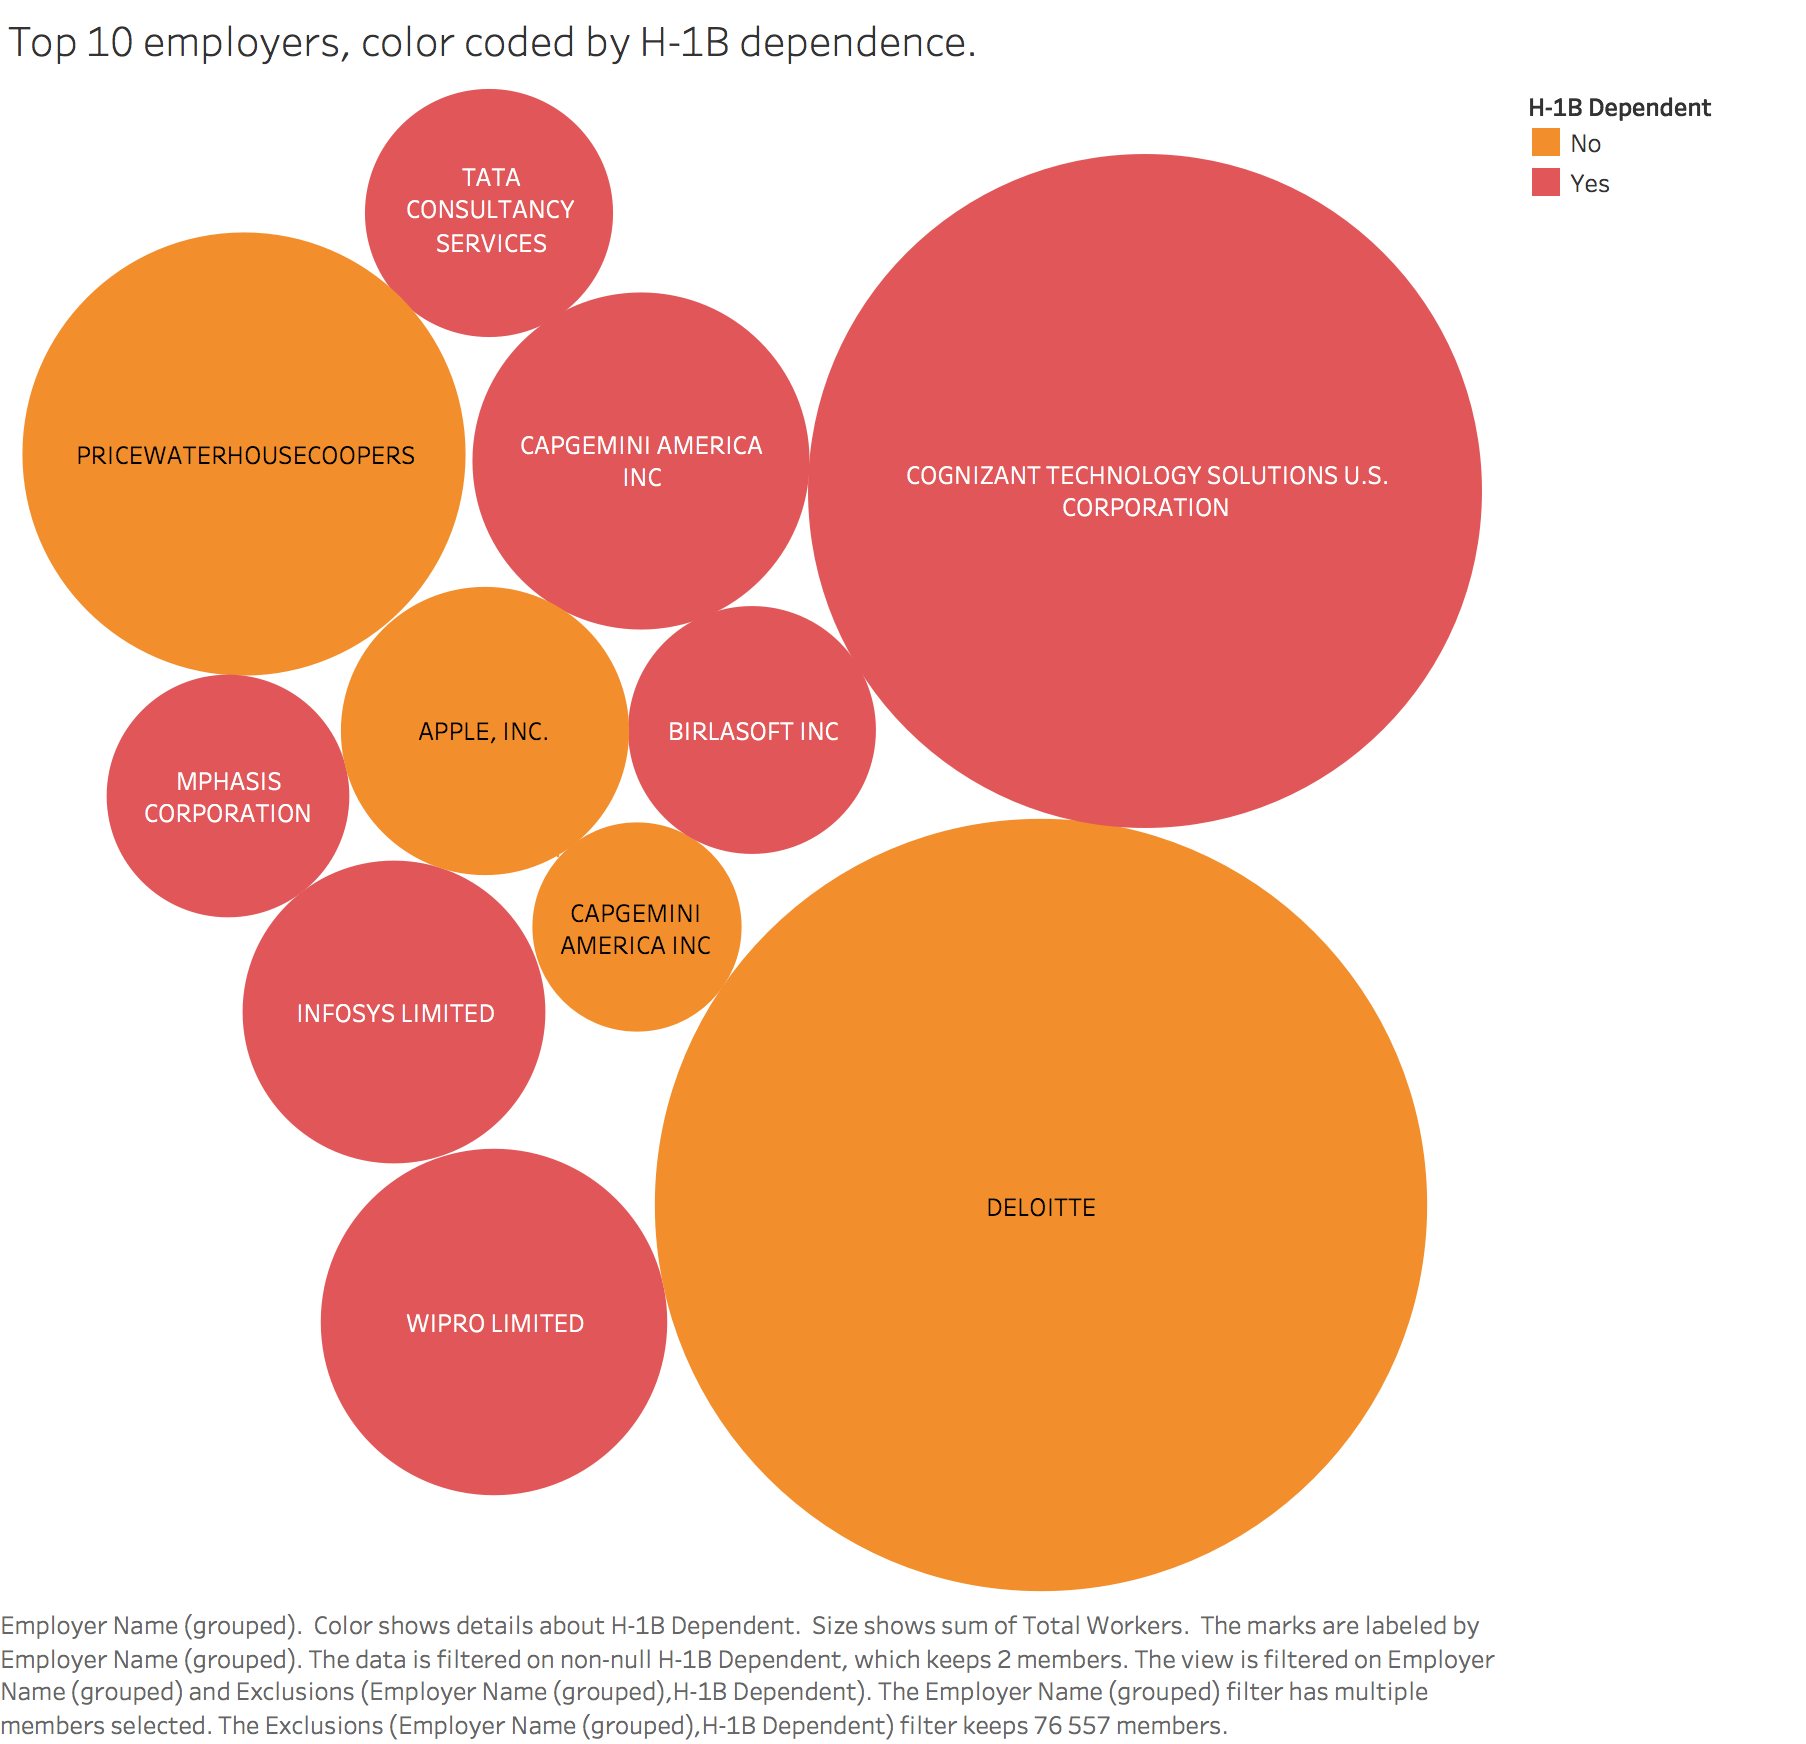 Top 10 employers, color coded by H-1B dependence.
H-1B Dependent
No
Yes
TATA
CONSULTANCY
SERVICES
PRICEWATERHOUSECOOPERS
CAPGEMINI AMERICA
INC
COGNIZANT TECHNOLOGY SOLUTIONS U.S.
CORPORATION
APPLE, INC.
BIRLASOFT INC
MPHASIS
CORPORATION
CAPGEMINI
AMERICA INC
INFOSYS LIMITED
DELOITTE
WIPRO LIMITED
Employer Name (grouped).  Color shows details about H-1B Dependent.  Size shows sum of Total Workers.  The marks are labeled by
Employer Name (grouped). The data is filtered on non-null H-1B Dependent, which keeps 2 members. The view is filtered on Employer
Name (grouped) and Exclusions (Employer Name (grouped),H-1B Dependent). The Employer Name (grouped) filter has multiple
members selected. The Exclusions (Employer Name (grouped),H-1B Dependent) filter keeps 76 557 members.